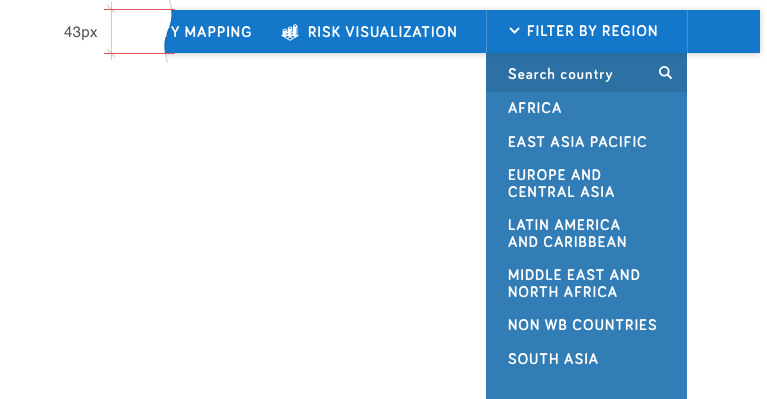 43px
Y MAPPING
RISK VISUALIZATION
FILTER BY REGION
Search country
AFRICA
EAST ASIA PACIFIC
EUROPE AND
CENTRAL ASIA
LATIN AMERICA
AND CARIBBEAN
MIDDLE EAST AND
NORTH AFRICA
NON WB COUNTRIES
SOUTH ASIA